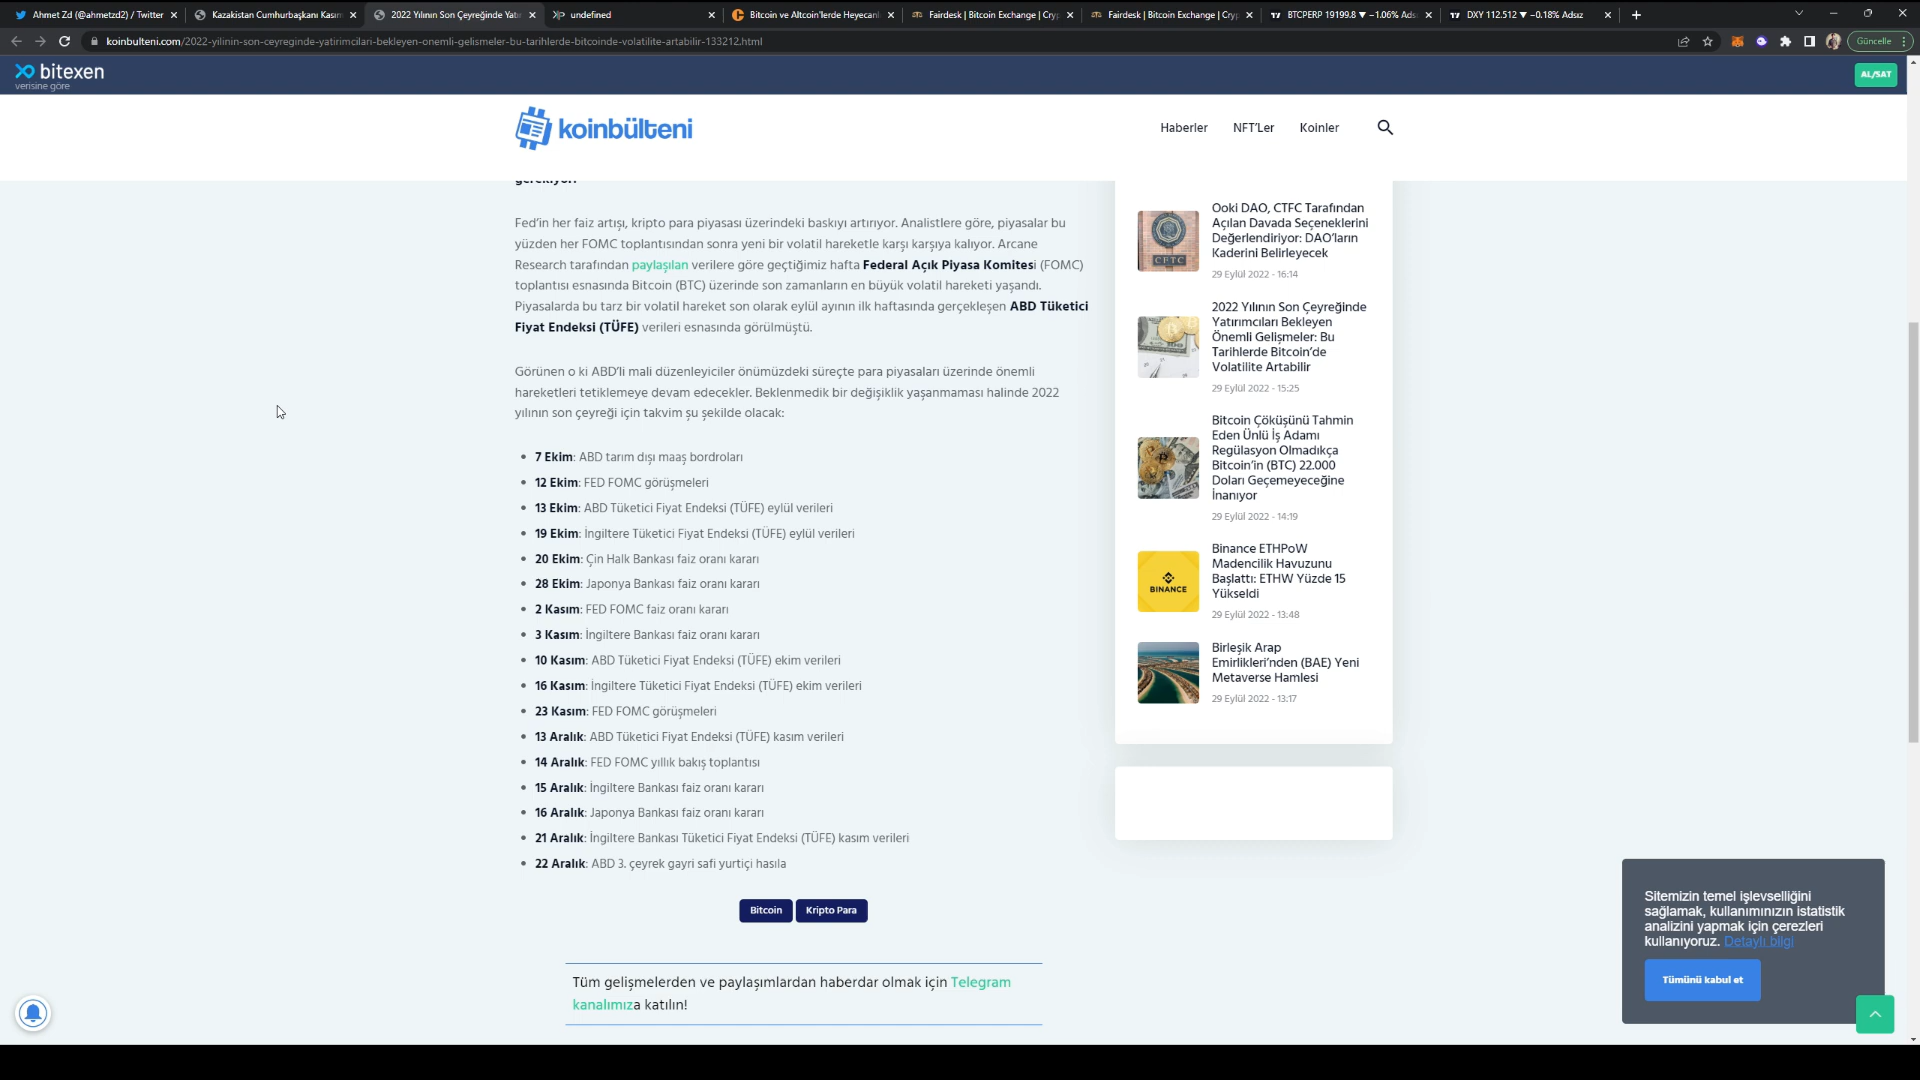 Ahmet Zd (@ahmetzd2) / Twitter
Kazakistan Cumhurbaşkanı Kasım
2022 Yılının Son Çeyreğinde Yatır
undefined
Bitcoin ve Altcoin'lerde Heyecanl
Fairdesk | Bitcoin Exchange | Cryp
Fairdesk | Bitcoin Exchange | Cryp
BTCPERP 19199.8 ▼ −1.06% Ads
DXY 112.512 ▼ −0.18% Adsız
koinbulteni.com/2022-yilinin-son-ceyreginde-yatirimcilari-bekleyen-onemli-gelismeler-bu-tarihlerde-bitcoinde-volatilite-artabilir-133212.html
Güncelle
bitexen
verisine göre
AL/SAT
koinbülteni
Haberler
NFT'Ler
Koinler
gerekiyor.
Fed'in her faiz artışı, kripto para piyasası üzerindeki baskıyı artırıyor. Analistlere göre, piyasalar bu
yüzden her FOMC toplantısından sonra yeni bir volatil hareketle karşı karşıya kalıyor. Arcane
Research tarafından paylaşılan verilere göre geçtiğimiz hafta Federal Açık Piyasa Komitesi (FOMC)
toplantısı esnasında Bitcoin (BTC) üzerinde son zamanların en büyük volatil hareketi yaşandı.
Piyasalarda bu tarz bir volatil hareket son olarak eylül ayının ilk haftasında gerçekleşen ABD Tüketici
Fiyat Endeksi (TÜFE) verileri esnasında görülmüştü.
Görünen o ki ABD'li mali düzenleyiciler önümüzdeki süreçte para piyasaları üzerinde önemli
hareketleri tetiklemeye devam edecekler. Beklenmedik bir değişiklik yaşanmaması halinde 2022
yılının son çeyreği için takvim şu şekilde olacak:
• 7 Ekim: ABD tarım dışı maaş bordroları
• 12 Ekim: FED FOMC görüşmeleri
• 13 Ekim: ABD Tüketici Fiyat Endeksi (TÜFE) eylül verileri
• 19 Ekim: İngiltere Tüketici Fiyat Endeksi (TÜFE) eylül verileri
• 20 Ekim: Çin Halk Bankası faiz oranı kararı
• 28 Ekim: Japonya Bankası faiz oranı kararı
• 2 Kasım: FED FOMC faiz oranı kararı
• 3 Kasım: İngiltere Bankası faiz oranı kararı
• 10 Kasım: ABD Tüketici Fiyat Endeksi (TÜFE) ekim verileri
• 16 Kasım: İngiltere Tüketici Fiyat Endeksi (TÜFE) ekim verileri
• 23 Kasım: FED FOMC görüşmeleri
• 13 Aralık: ABD Tüketici Fiyat Endeksi (TÜFE) kasım verileri
• 14 Aralık: FED FOMC yıllık bakış toplantısı
• 15 Aralık: İngiltere Bankası faiz oranı kararı
• 16 Aralık: Japonya Bankası faiz oranı kararı
• 21 Aralık: İngiltere Bankası Tüketici Fiyat Endeksi (TÜFE) kasım verileri
• 22 Aralık: ABD 3. çeyrek gayri safi yurtiçi hasıla
Bitcoin
Kripto Para
Tüm gelişmelerden ve paylaşımlardan haberdar olmak için Telegram
kanalımıza katılın!
CFTC
Ooki DAO, CTFC Tarafından
Açılan Davada Seçeneklerini
Değerlendiriyor: DAO'ların
Kaderini Belirleyecek
29 Eylül 2022 - 16:14
2022 Yılının Son Çeyreğinde
Yatırımcıları Bekleyen
Önemli Gelişmeler: Bu
Tarihlerde Bitcoin'de
Volatilite Artabilir
29 Eylül 2022 - 15:25
Bitcoin Çöküşünü Tahmin
Eden Ünlü İş Adamı
Regülasyon Olmadıkça
Bitcoin'in (BTC) 22.000
Doları Geçemeyeceğine
İnanıyor
29 Eylül 2022 - 14:19
BINANCE
Binance ETHPoW
Madencilik Havuzunu
Başlattı: ETHW Yüzde 15
Yükseldi
29 Eylül 2022 - 13:48
Birleşik Arap
Emirlikleri'nden (BAE) Yeni
Metaverse Hamlesi
29 Eylül 2022 - 13:17
Sitemizin temel işlevselliğini
sağlamak, kullanımınızın istatistik
analizini yapmak için çerezleri
kullanıyoruz. Detaylı bilgi
Tümünü kabul et